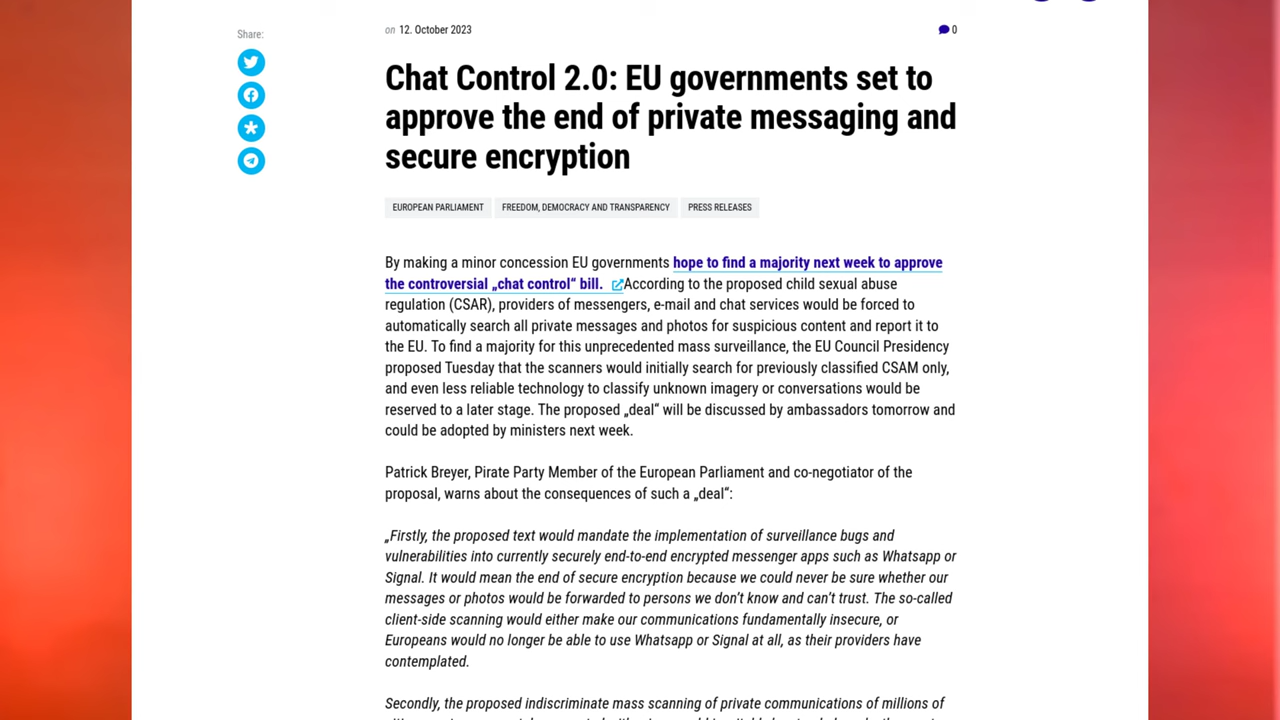 Share:
on 12. October 2023
0
Chat Control 2.0: EU governments set to
approve the end of private messaging and
secure encryption
EUROPEAN PARLIAMENT
FREEDOM, DEMOCRACY AND TRANSPARENCY
PRESS RELEASES
By making a minor concession EU governments hope to find a majority next week to approve
the controversial „chat control“ bill. According to the proposed child sexual abuse
regulation (CSAR), providers of messengers, e-mail and chat services would be forced to
automatically search all private messages and photos for suspicious content and report it to
the EU. To find a majority for this unprecedented mass surveillance, the EU Council Presidency
proposed Tuesday that the scanners would initially search for previously classified CSAM only,
and even less reliable technology to classify unknown imagery or conversations would be
reserved to a later stage. The proposed „deal“ will be discussed by ambassadors tomorrow and
could be adopted by ministers next week.
Patrick Breyer, Pirate Party Member of the European Parliament and co-negotiator of the
proposal, warns about the consequences of such a „deal“:
„Firstly, the proposed text would mandate the implementation of surveillance bugs and
vulnerabilities into currently securely end-to-end encrypted messenger apps such as Whatsapp or
Signal. It would mean the end of secure encryption because we could never be sure whether our
messages or photos would be forwarded to persons we don’t know and can’t trust. The so-called
client-side scanning would either make our communications fundamentally insecure, or
Europeans would no longer be able to use Whatsapp or Signal at all, as their providers have
contemplated.
Secondly, the proposed indiscriminate mass scanning of private communications of millions of